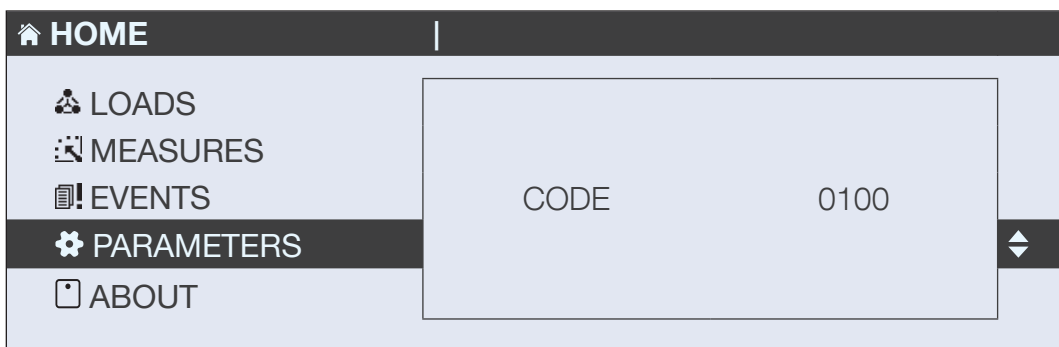 HOME |
LOADS
MEASURES
EVENTS
CODE 0100
PARAMETERS
ABOUT